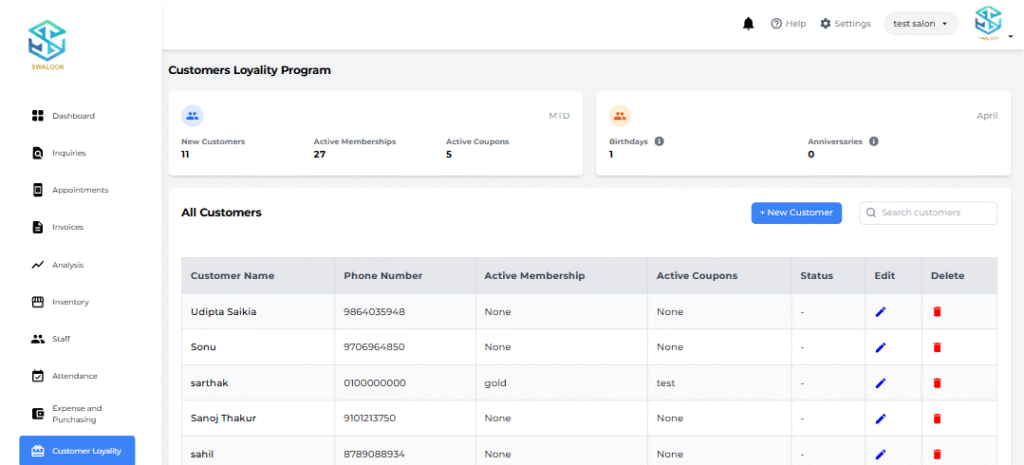 Help Settings test salon
SWALOOK
Customers Loyality Program
Dashboard
Inquiries
Appointments
Invoices
Analysis
Inventory
Staff
Attendance
Expense and
Purchasing
Customer Loyality
MTD
New Customers Active Memberships Active Coupons
11 27 5
April
Birthdays Anniversaries
1 0
All Customers
+ New Customer
Search customers
Customer Name Phone Number Active Membership Active Coupons Status Edit Delete
Udipta Saikia 9864035948 None None -
Sonu 9706964850 None None -
sarthak 0100000000 gold test -
Sanoj Thakur 9101213750 None None -
sahil 8789088934 None None -